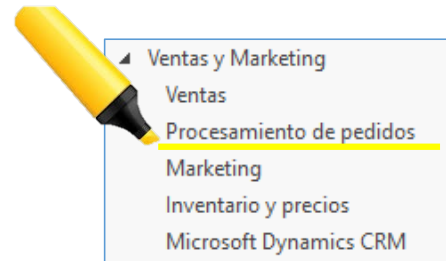 Ventas y Marketing
Ventas
Procesamiento de pedidos
Marketing
Inventario y precios
Microsoft Dynamics CRM